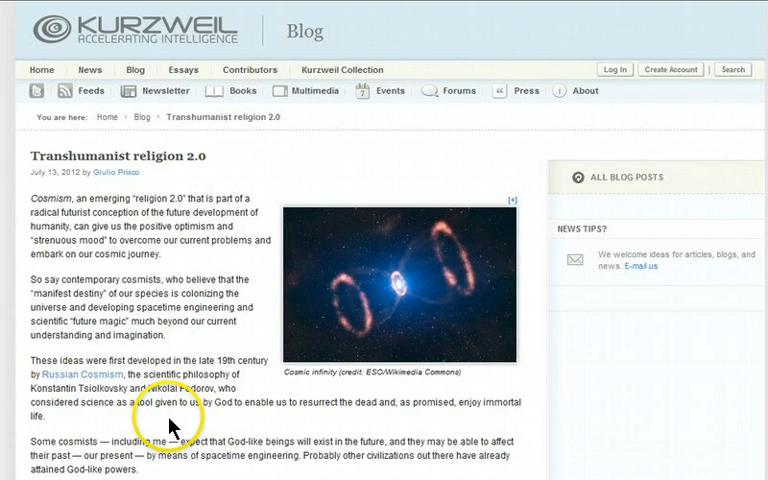 KURZWEIL
ACCELERATING INTELLIGENCE
Blog
Home News Blog Essays Contributors Kurzweil Collection Log In Create Account | Search
Feeds Newsletter Books Multimedia 7 Events Forums Press About
You are here: Home › Blog › Transhumanist religion 2.0
Transhumanist religion 2.0
July 13, 2012 by Giulio Prisco
Cosmism, an emerging “religion 2.0” that is part of a
radical futurist conception of the future development of
humanity, can give us the positive optimism and
“strenuous mood” to overcome our current problems and
embark on our cosmic journey.
So say contemporary cosmists, who believe that the
“manifest destiny” of our species is colonizing the
universe and developing spacetime engineering and
scientific “future magic” much beyond our current
understanding and imagination.
[+]
Cosmic infinity (credit: ESO/Wikimedia Commons)
These ideas were first developed in the late 19th century
by Russian Cosmism, the scientific philosophy of
Konstantin Tsiolkovsky and Nikolai Fedorov, who
considered science as a tool given to us by God to enable us to resurrect the dead and, as promised, enjoy immortal
life.
Some cosmists — including me — expect that God-like beings will exist in the future, and they may be able to affect
their past — our present — by means of spacetime engineering. Probably other civilizations out there have already
attained God-like powers.
ALL BLOG POSTS
NEWS TIPS?
We welcome ideas for articles, blogs, and
news. E-mail us